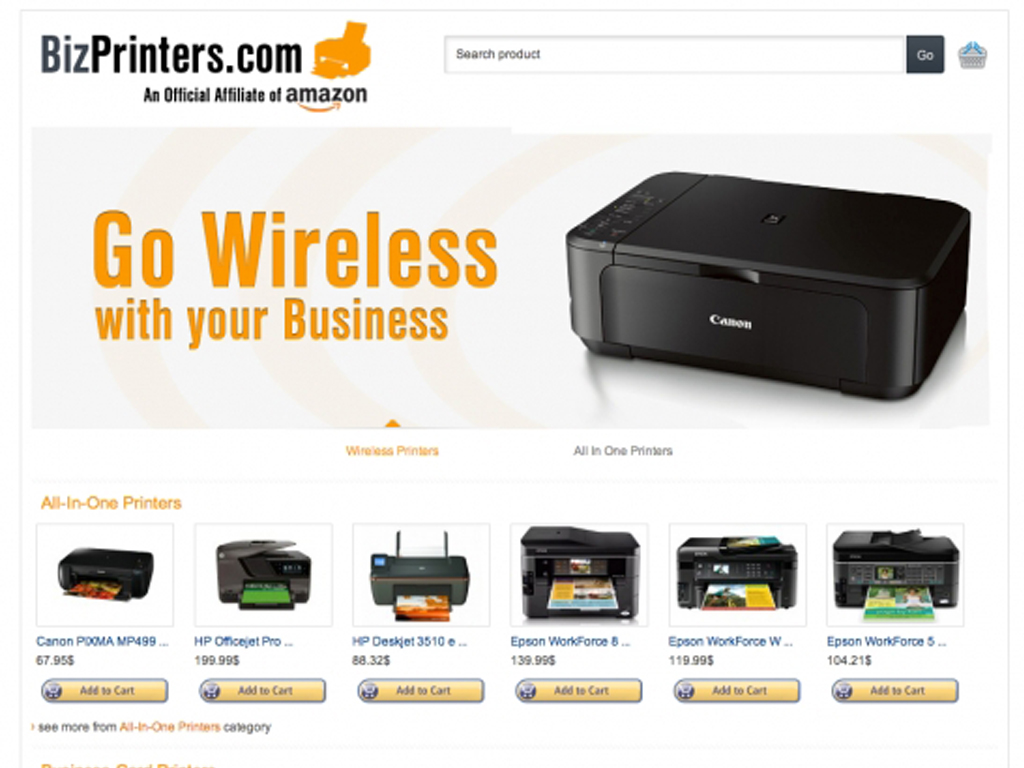 BizPrinters.com
An Official Affiliate of amazon
Search product
Go
Go Wireless
with your Business
Canon
Wireless Printers
All In One Printers
All-In-One Printers
Canon PIXMA MP499 ...
HP Officejet Pro ...
HP Deskjet 3510 e ...
Epson WorkForce 8 ...
Epson WorkForce W ...
Epson WorkForce 5 ...
67.95$
199.99$
88.32$
139.99$
119.99$
104.21$
Add to Cart
Add to Cart
Add to Cart
Add to Cart
Add to Cart
Add to Cart
› see more from All-In-One Printers category
Business Card Printers